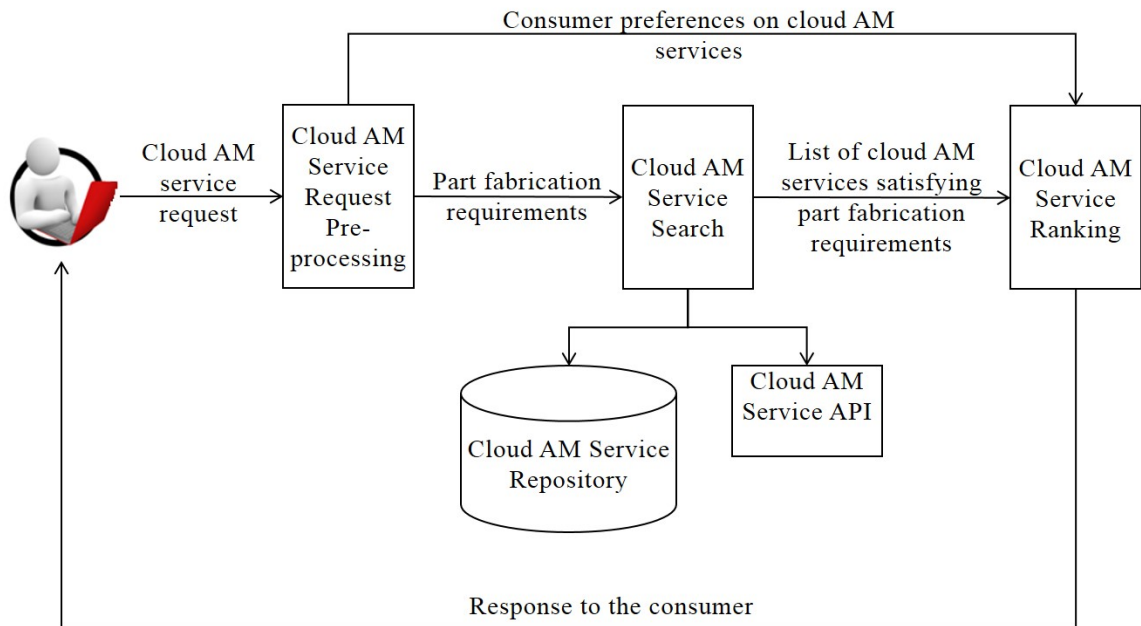 Consumer preferences on cloud AM
services
Cloud AM
service
request
Cloud AM
Service
Request
Pre-
processing
Part fabrication
requirements
Cloud AM
Service
Search
List of cloud AM
services satisfying
part fabrication
requirements
Cloud AM
Service
Ranking
Cloud AM Service
Repository
Cloud AM
Service API
Response to the consumer